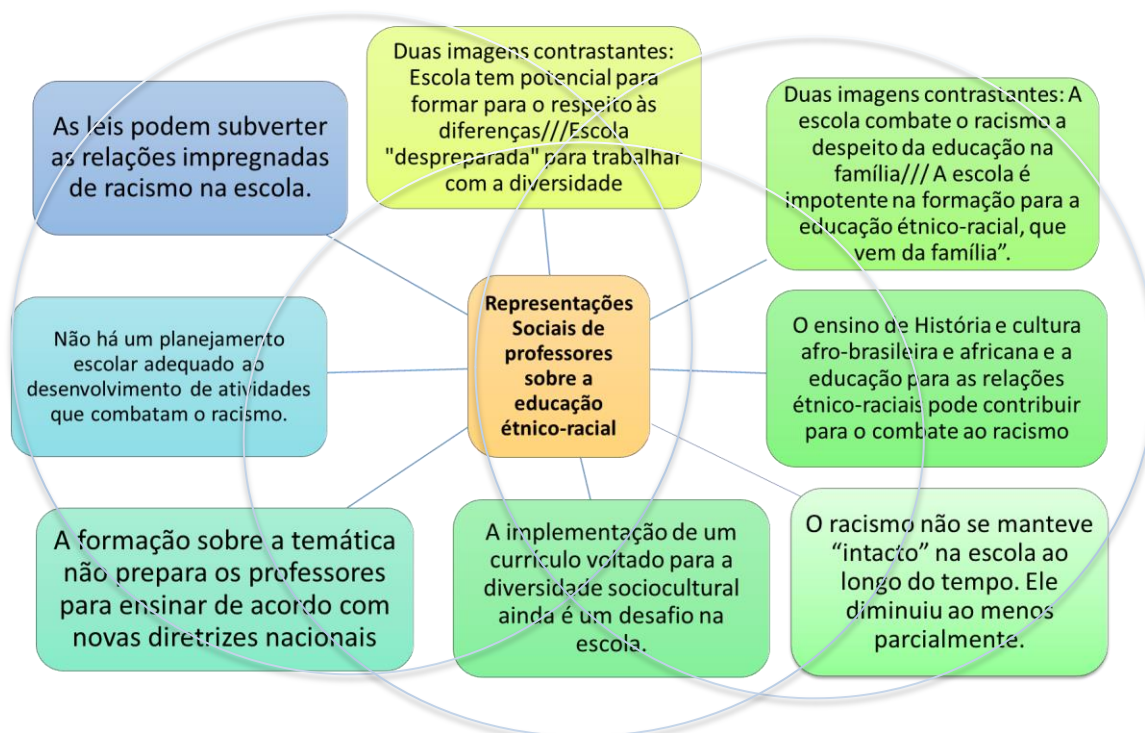 Duas imagens contrastantes:
Escola tem potencial para
formar para o respeito às
diferenças///Escola
"despreparada" para trabalhar
com a diversidade
As leis podem subverter
as relações impregnadas
de racismo na escola.
Duas imagens contrastantes: A
escola combate o racismo a
despeito da educação na
família/// A escola é
impotente na formação para a
educação étnico-racial, que
vem da família”.
Não há um planejamento
escolar adequado ao
desenvolvimento de atividades
que combatam o racismo.
Representações
Sociais de
professores
sobre a
educação
étnico-racial
O ensino de História e cultura
afro-brasileira e africana e a
educação para as relações
étnico-raciais pode contribuir
para o combate ao racismo
A formação sobre a temática
não prepara os professores
para ensinar de acordo com
novas diretrizes nacionais
A implementação de um
currículo voltado para a
diversidade sociocultural
ainda é um desafio na
escola.
O racismo não se manteve
“intacto” na escola ao
longo do tempo. Ele
diminuiu ao menos
parcialmente.